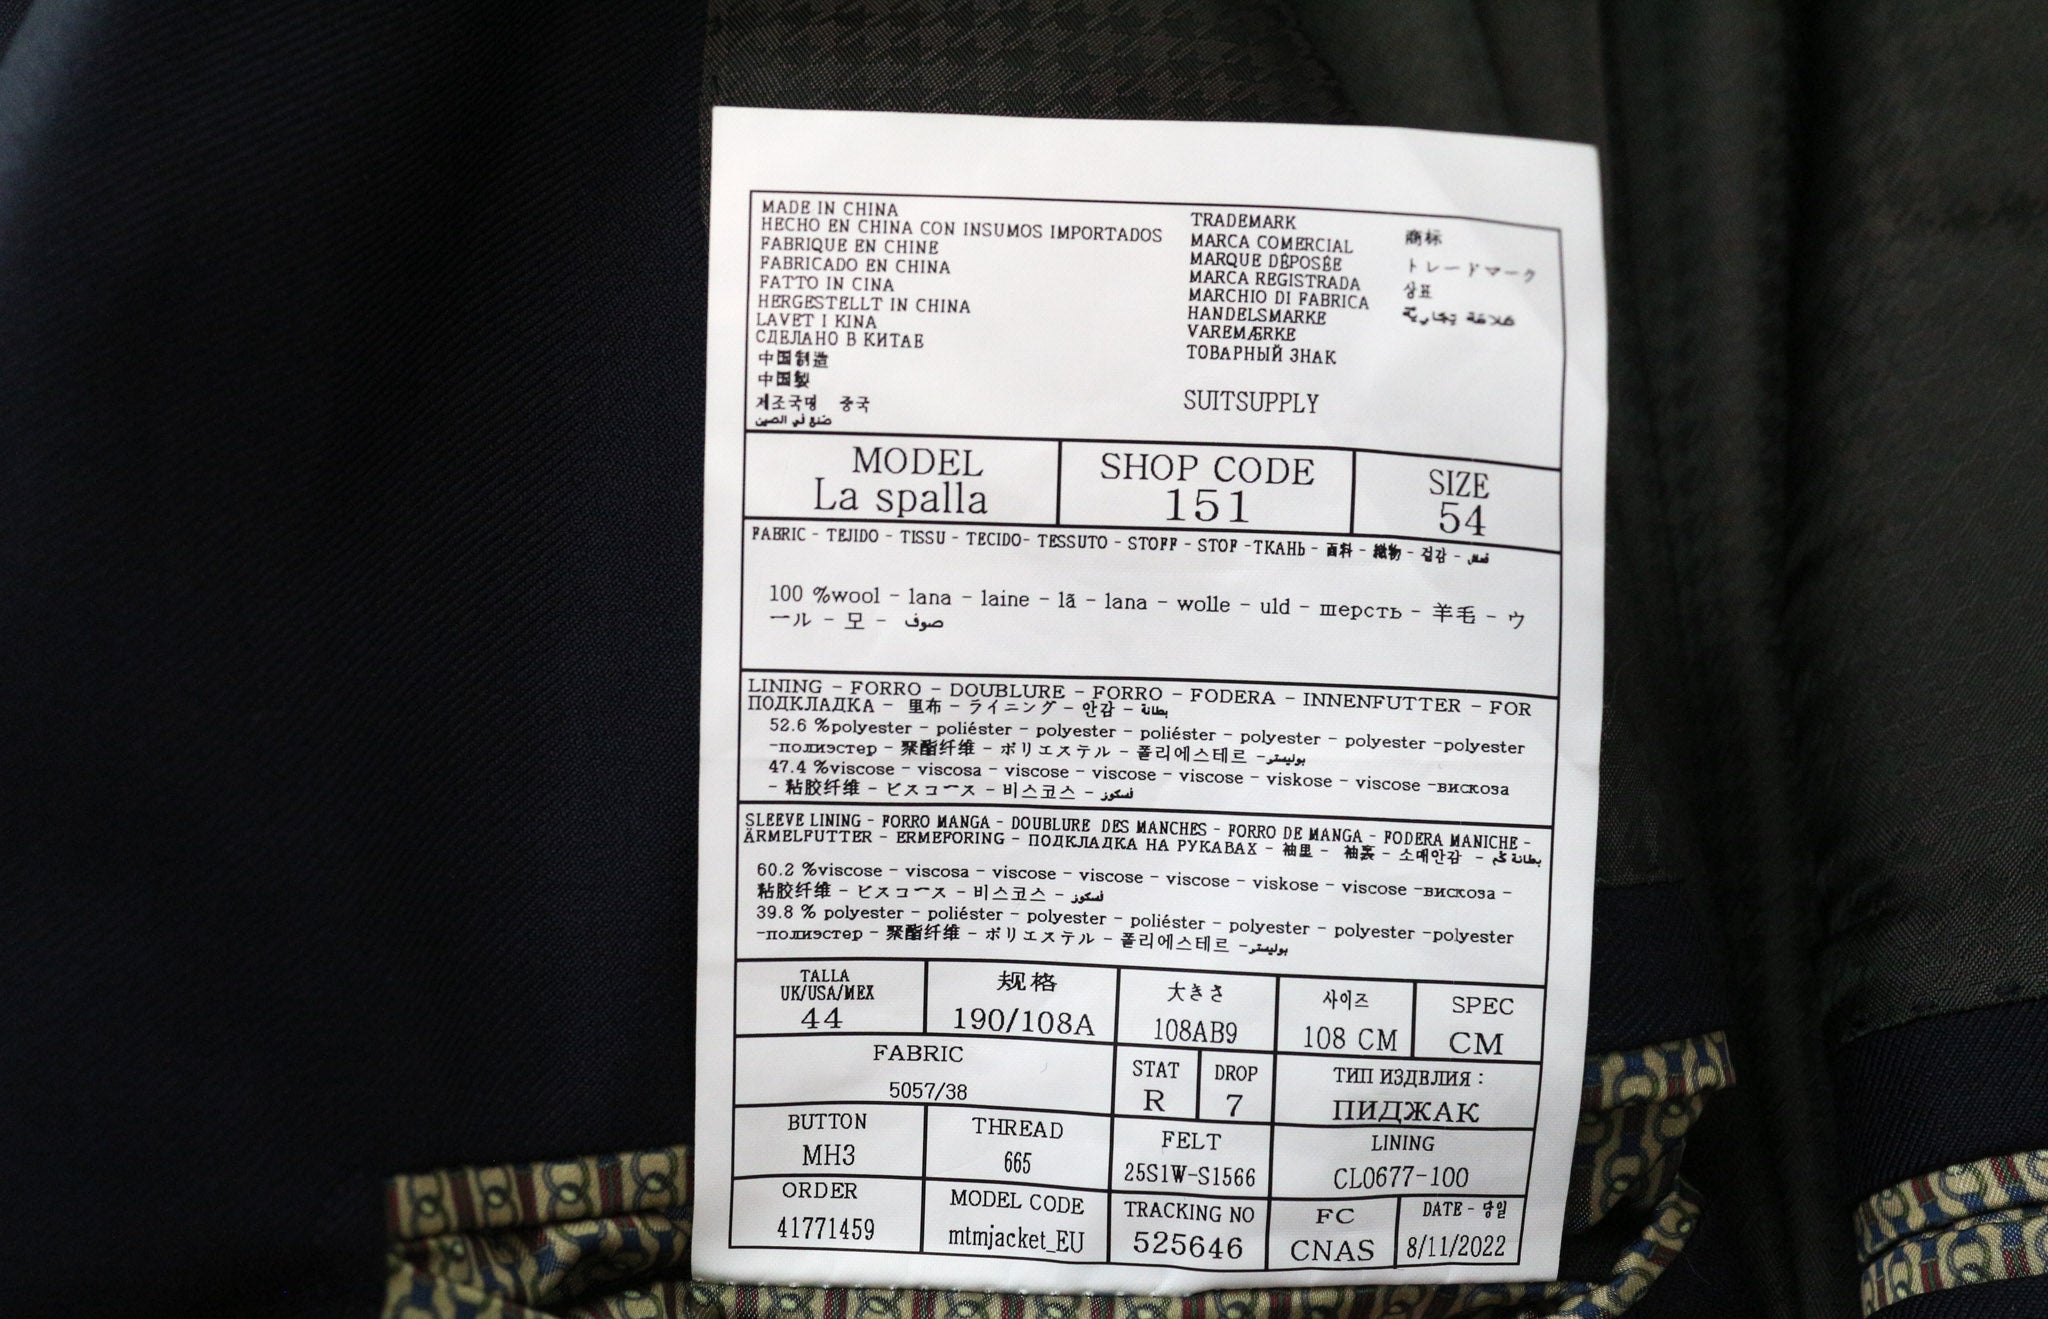 MADE IN CHINA
HECHO EN CHINA CON INSUMOS IMPORTADOS
FABRIQUE EN CHINE
FABRICADO EN CHINA
FATTO IN CINA
HERGESTELLT IN CHINA
LAVET I KINA
СДЕЛАНО В КИТАЕ
中国制造
中国製
제조국명 중국
صنع في الصين
TRADEMARK
MARCA COMERCIAL
MARQUE DÉPOSÉE
MARCA REGISTRADA
MARCHIO DI FABRICA
HANDELSMARKE
VAREMÆRKE
ТОВАРНЫЙ ЗНАК
商标
トレードマーク
상표
علامة تجارية
SUITSUPPLY
MODEL
La spalla
SHOP CODE
151
SIZE
54
FABRIC - TEJIDO - TISSU - TECIDO- TESSUTO - STOFF - STOF -ТКАНЬ - 面料 - 織物 - 겉감 - قماش
100 %wool - lana - laine - lã - lana - wolle - uld - шерсть - 羊毛 - ウ
ール - 모 - صوف
LINING - FORRO - DOUBLURE - FORRO - FODERA - INNENFUTTER - FOR
ПОДКЛАДКА - 里布 - ライニング - 안감 - بطانة
52.6 %polyester - poliéster - polyester - poliéster - polyester - polyester -polyester
-полиэстер - 聚酯纤维 - ポリエステル - 폴리에스테르 -بوليستر
47.4 %viscose - viscosa - viscose - viscose - viscose - viskose - viscose -вискоза
- 粘胶纤维 - ビスコース - 비스코스 - فسكوز
SLEEVE LINING - FORRO MANGA - DOUBLURE DES MANCHES - FORRO DE MANGA - FODERA MANICHE -
ÄRMELFUTTER - ERMEFORING - ПОДКЛАДКА НА РУКАВАХ - 袖里 - 袖裏 - 소매안감 - بطانة كم
60.2 %viscose - viscosa - viscose - viscose - viscose - viskose - viscose -вискоза -
粘胶纤维 - ビスコース - 비스코스 - فسكوز
39.8 % polyester - poliéster - polyester - poliéster - polyester - polyester -polyester
-полиэстер - 聚酯纤维 - ポリエステル - 폴리에스테르 -بوليستر
TALLA
UK/USA/MEX
44
规格
190/108A
大きさ
108AB9
사이즈
108 CM
SPEC
CM
FABRIC
5057/38
STAT
R
DROP
7
ТИП ИЗДЕЛИЯ :
ПИДЖАК
BUTTON
MH3
THREAD
665
FELT
25S1W-S1566
LINING
CL0677-100
ORDER
41771459
MODEL CODE
mtmjacket_EU
TRACKING NO
525646
FC
CNAS
DATE - 당일
8/11/2022